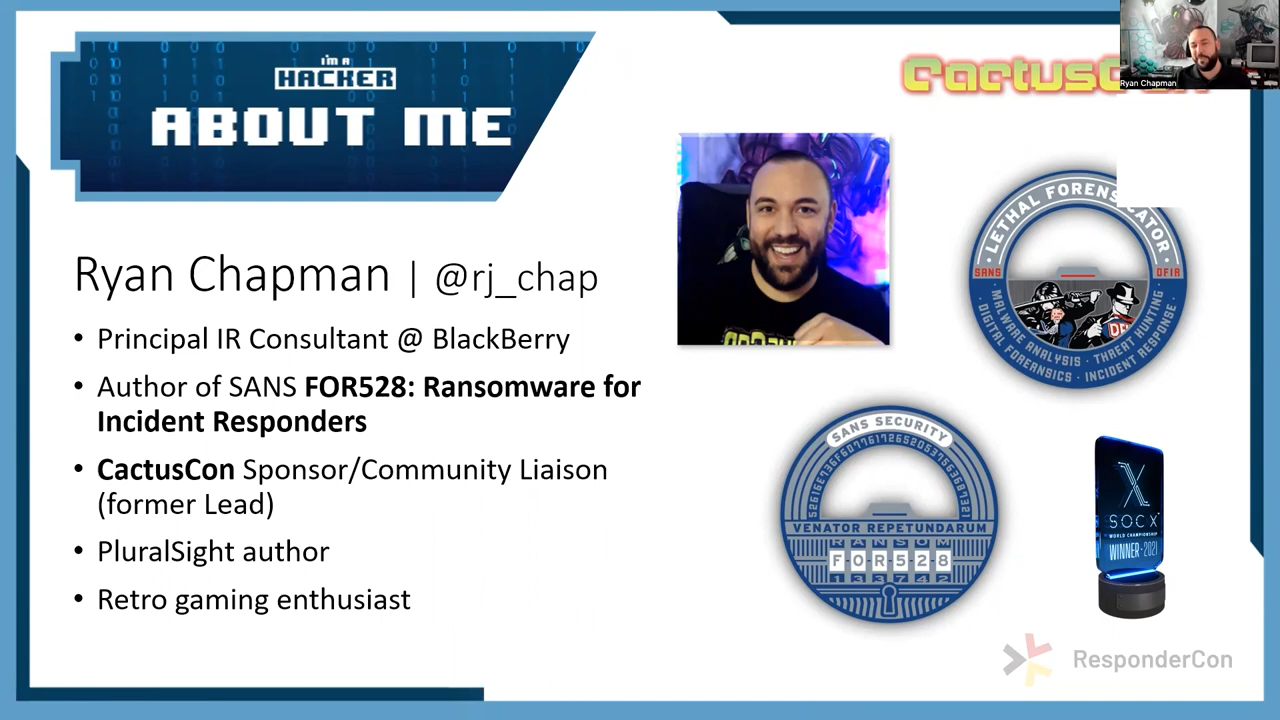 I'M A
HACKER
ABOUT ME
Ryan Chapman
Ryan Chapman | @rj_chap
• Principal IR Consultant @ BlackBerry
• Author of SANS FOR528: Ransomware for
Incident Responders
• CactusCon Sponsor/Community Liaison
(former Lead)
• PluralSight author
• Retro gaming enthusiast
LETHAL FORENSICATOR
SANS
DFIR
MALWARE ANALYSIS · THREAT HUNTING
DIGITAL FORENSICS · INCIDENT RESPONSE
SANS SECURITY
VENATOR REPETUNDARUM
RANSOM
FOR528
133742
SOCX
WORLD CHAMPIONSHIP
WINNER-2021
ResponderCon